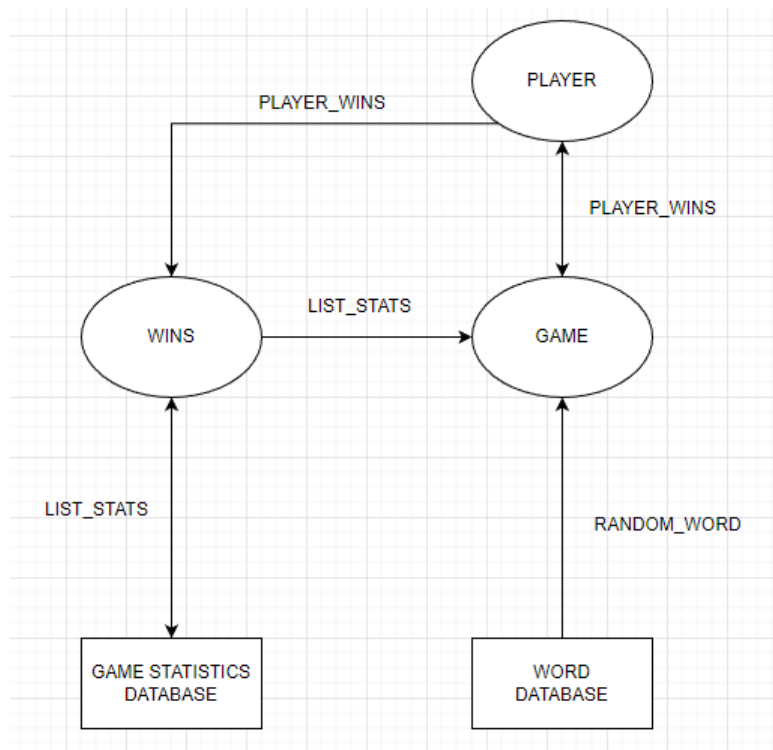 PLAYER
PLAYER_WINS
PLAYER_WINS
LIST_STATS
WINS
GAME
LIST_STATS
RANDOM_WORD
GAME STATISTICS
DATABASE
WORD
DATABASE